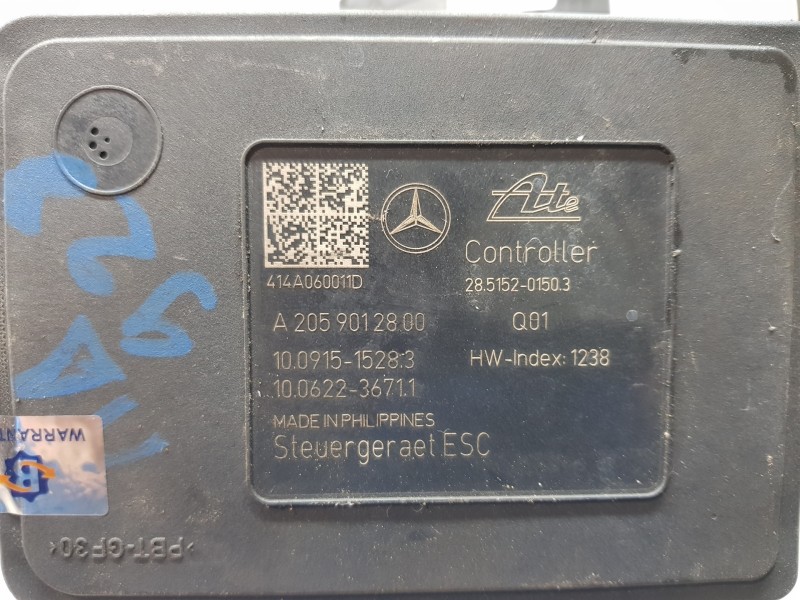 Ate
Controller
414A060011D
28.5152-0150.3
A 205 901 28 00
Q01
10.0915-1528.3
HW-Index: 1238
10.0622-3671.1
MADE IN PHILIPPINES
Steuergeraet ESC
WARRANT
>PBT-GF30<